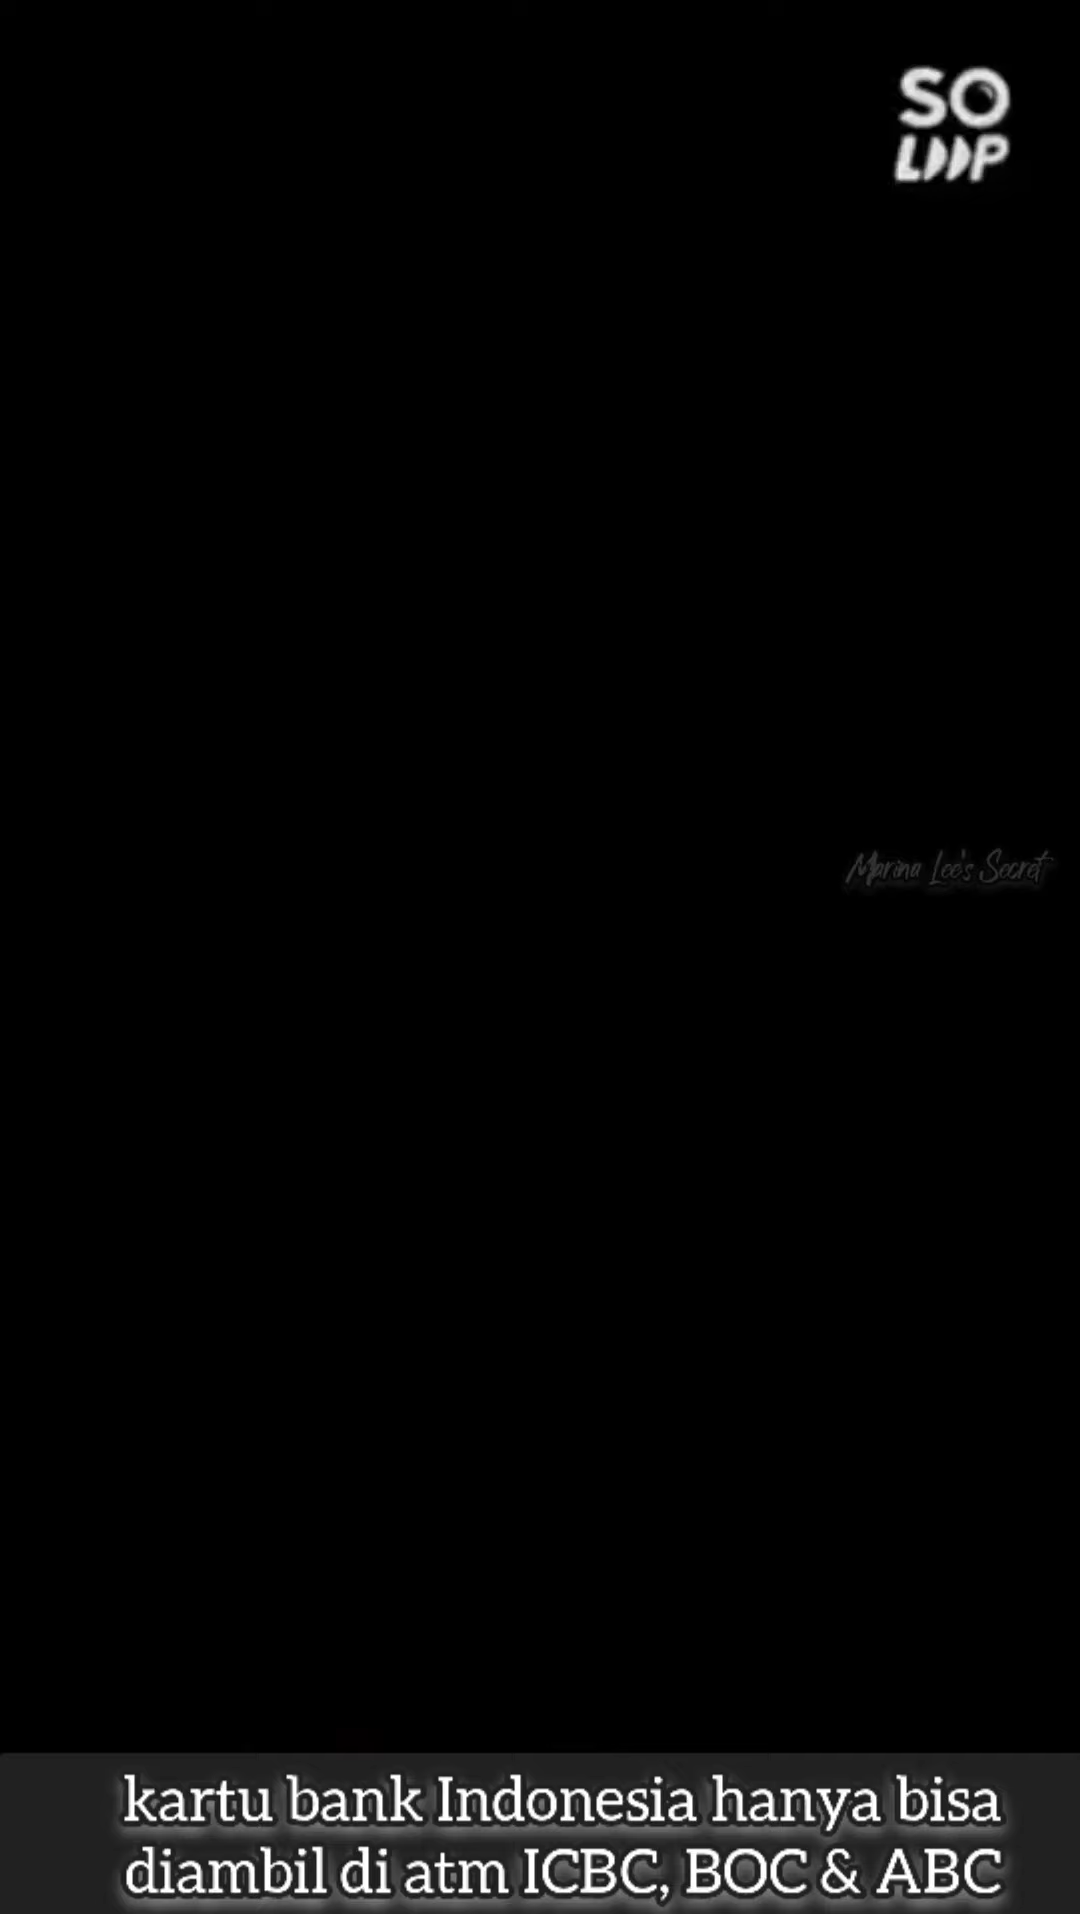 SO
LOOP
Marina Lee's Secret
kartu bank Indonesia hanya bisa
diambil di atm ICBC, BOC & ABC